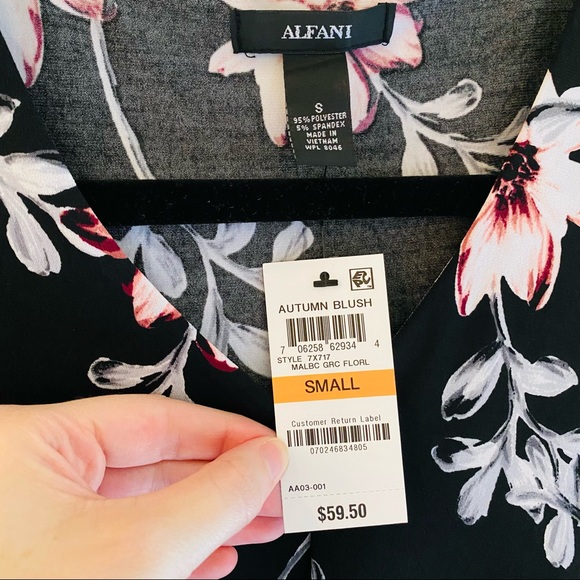 ALFANI
S
95% POLYESTER
5% SPANDEX
MADE IN
VIETNAM
WPL 8046
AUTUMN BLUSH
7 06258 62934 4
STYLE 7X717
MALBC GRC FLORL
SMALL
Customer Return Label
070246834805
AA03-001
$59.50